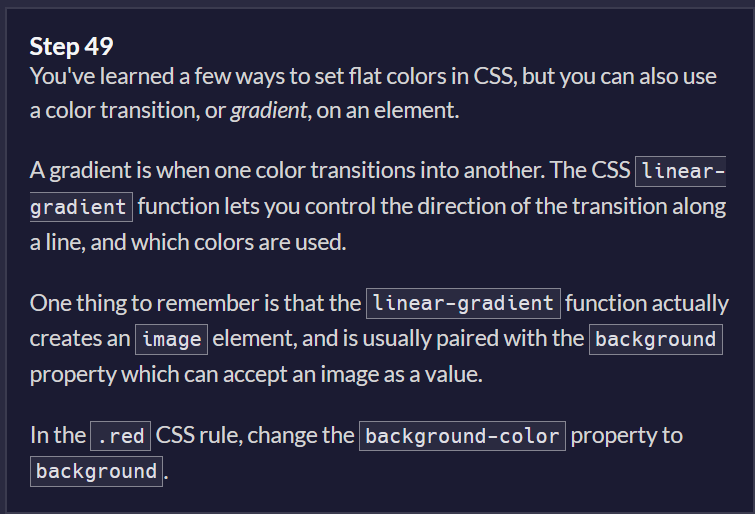 Step 49
You've learned a few ways to set flat colors in CSS, but you can also use
a color transition, or gradient, on an element.
A gradient is when one color transitions into another. The CSS linear-
gradient function lets you control the direction of the transition along
a line, and which colors are used.
One thing to remember is that the linear-gradient function actually
creates an image element, and is usually paired with the background
property which can accept an image as a value.
In the .red CSS rule, change the background-color property to
background.